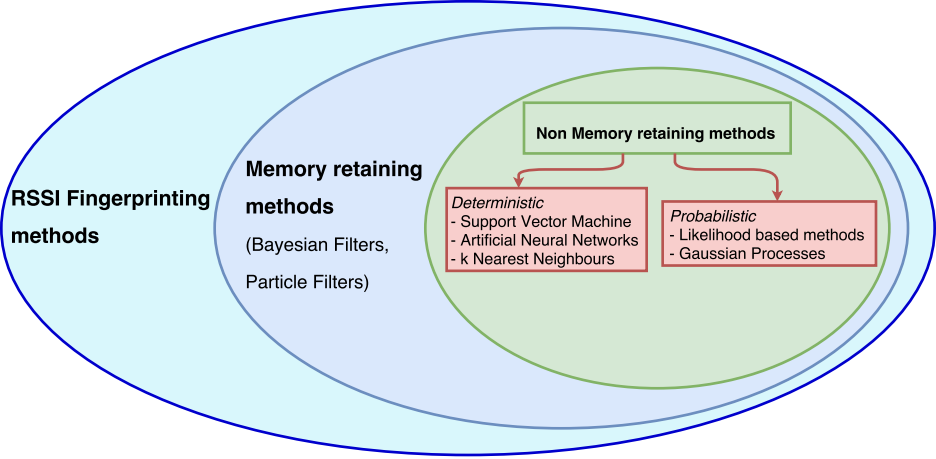 RSSI Fingerprinting
methods
Memory retaining
methods
(Bayesian Filters,
Particle Filters)
Non Memory retaining methods
Deterministic
- Support Vector Machine
- Artificial Neural Networks
- k Nearest Neighbours
Probabilistic
- Likelihood based methods
- Gaussian Processes